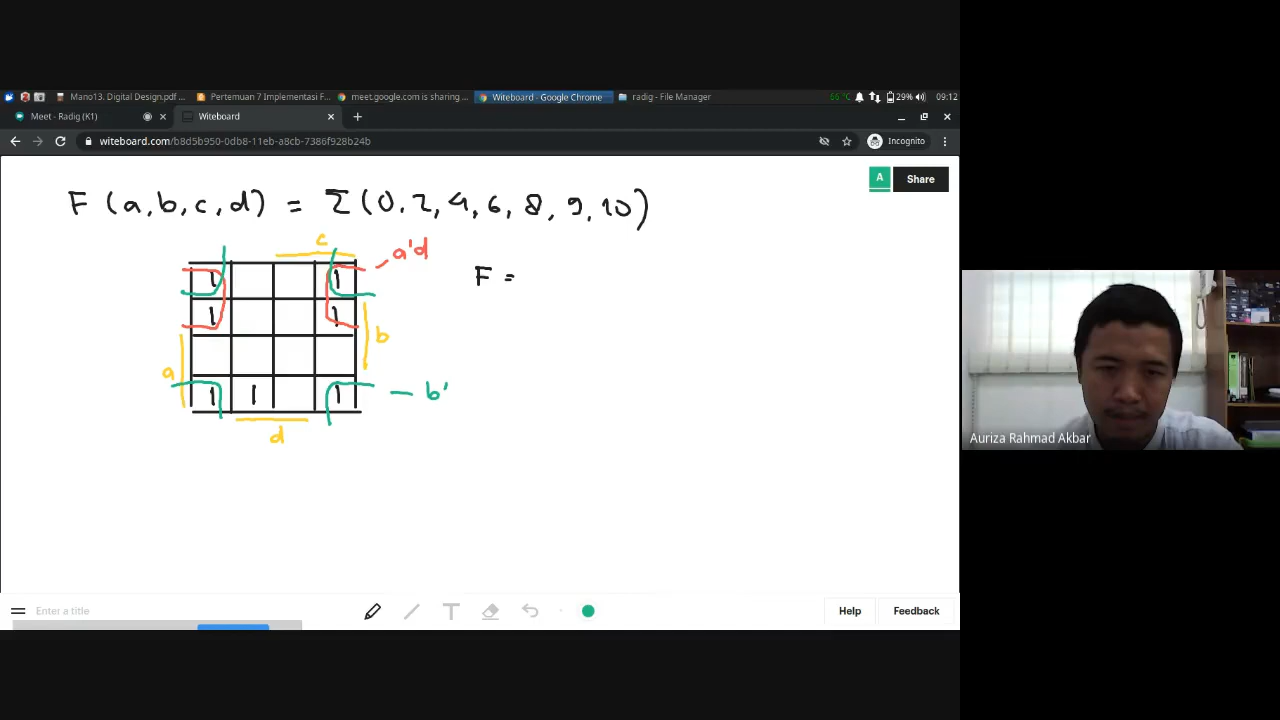 Mano13. Digital Design.pdf ...
Pertemuan 7 Implementasi F...
meet.google.com is sharing ...
Witeboard - Google Chrome
radig - File Manager
66°C
29%
09:12
Meet - Radig (K1)
Witeboard
witeboard.com/b8d5b950-0db8-11eb-a8cb-7386f928b24b
Incognito
A
Share
F (a, b, c, d) = Σ (0, 2, 4, 6, 8, 9, 10)
c
a'd
1 1
F =
1 1
b
a
1 1 1
b'
d
Auriza Rahmad Akbar
Enter a title
T
Help
Feedback